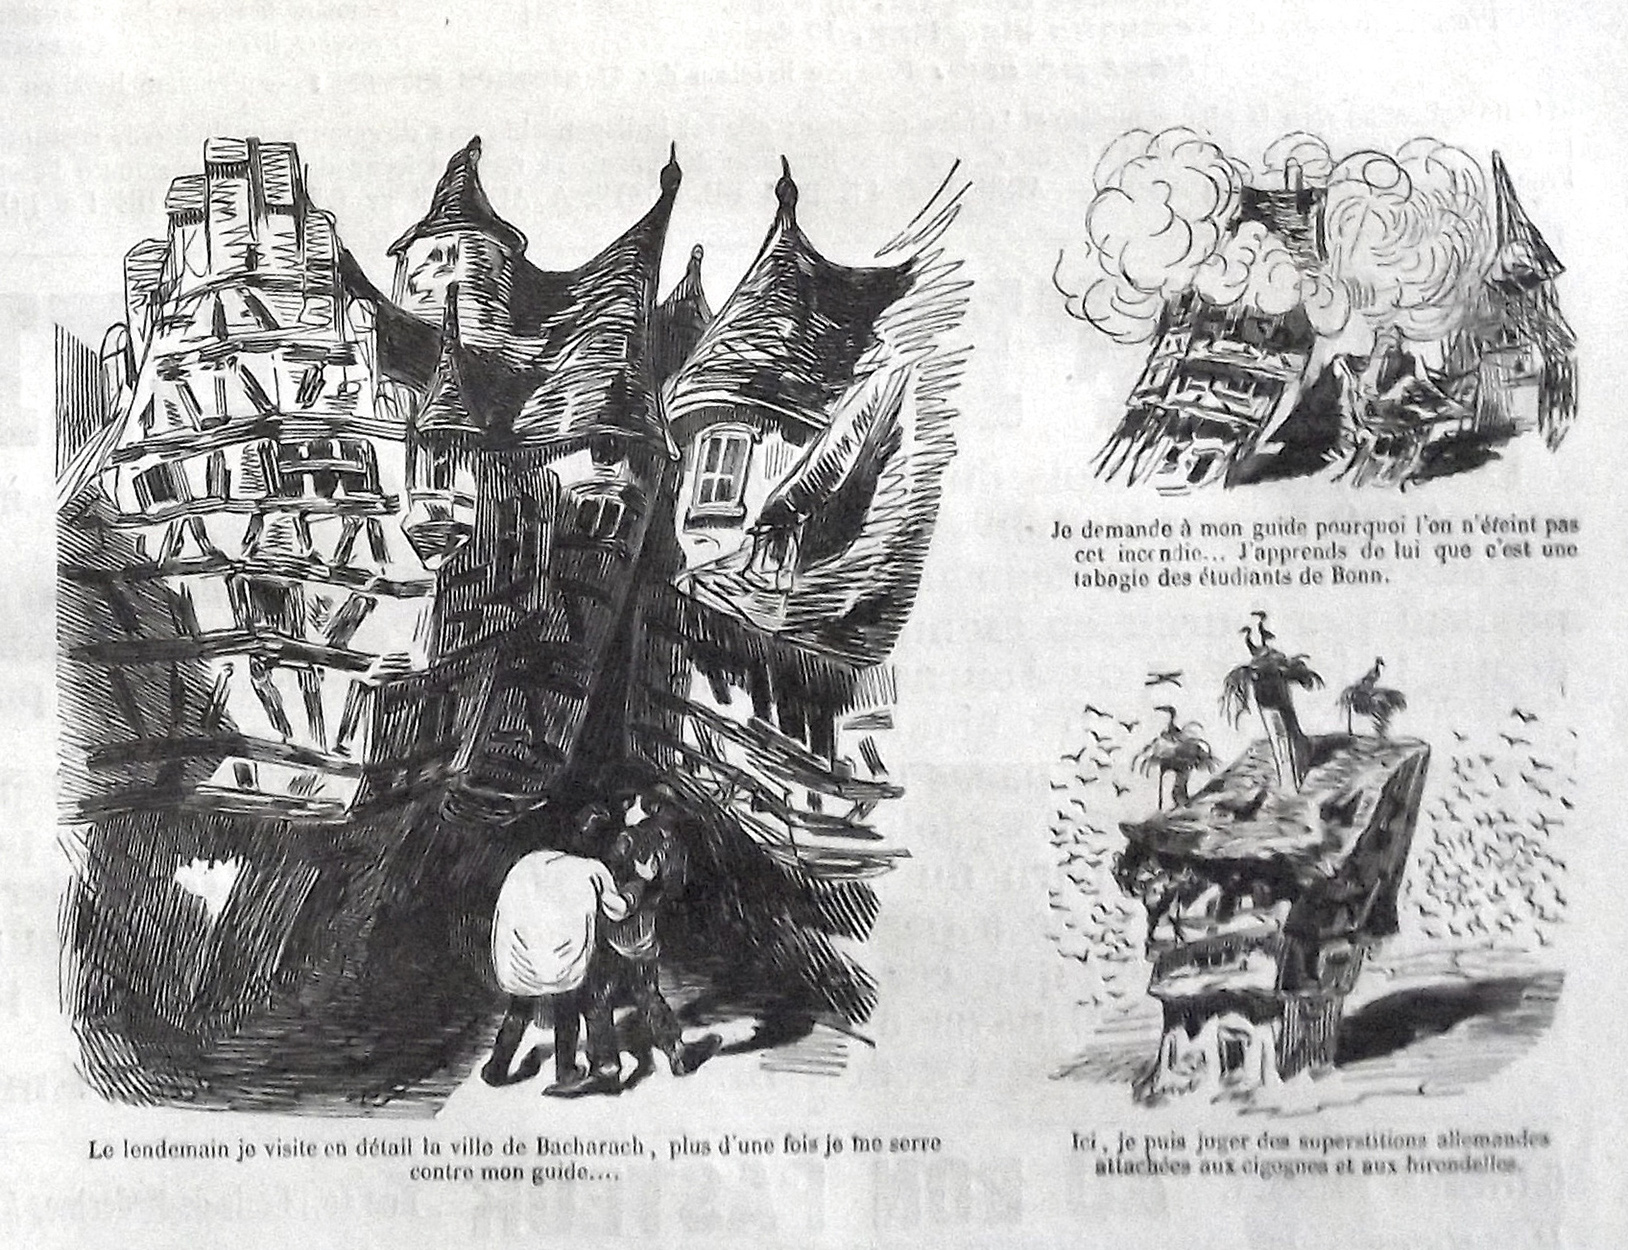 Je demande à mon guide pourquoi l'on n'éteint pas
cet incendie... J'apprends de lui que c'est une
tabagie des étudiants de Bonn.
Le lendemain je visite en détail la ville de Bacharach, plus d'une fois je me serre
contre mon guide....
Ici, je puis juger des superstitions allemandes
attachées aux cigognes et aux hirondelles.